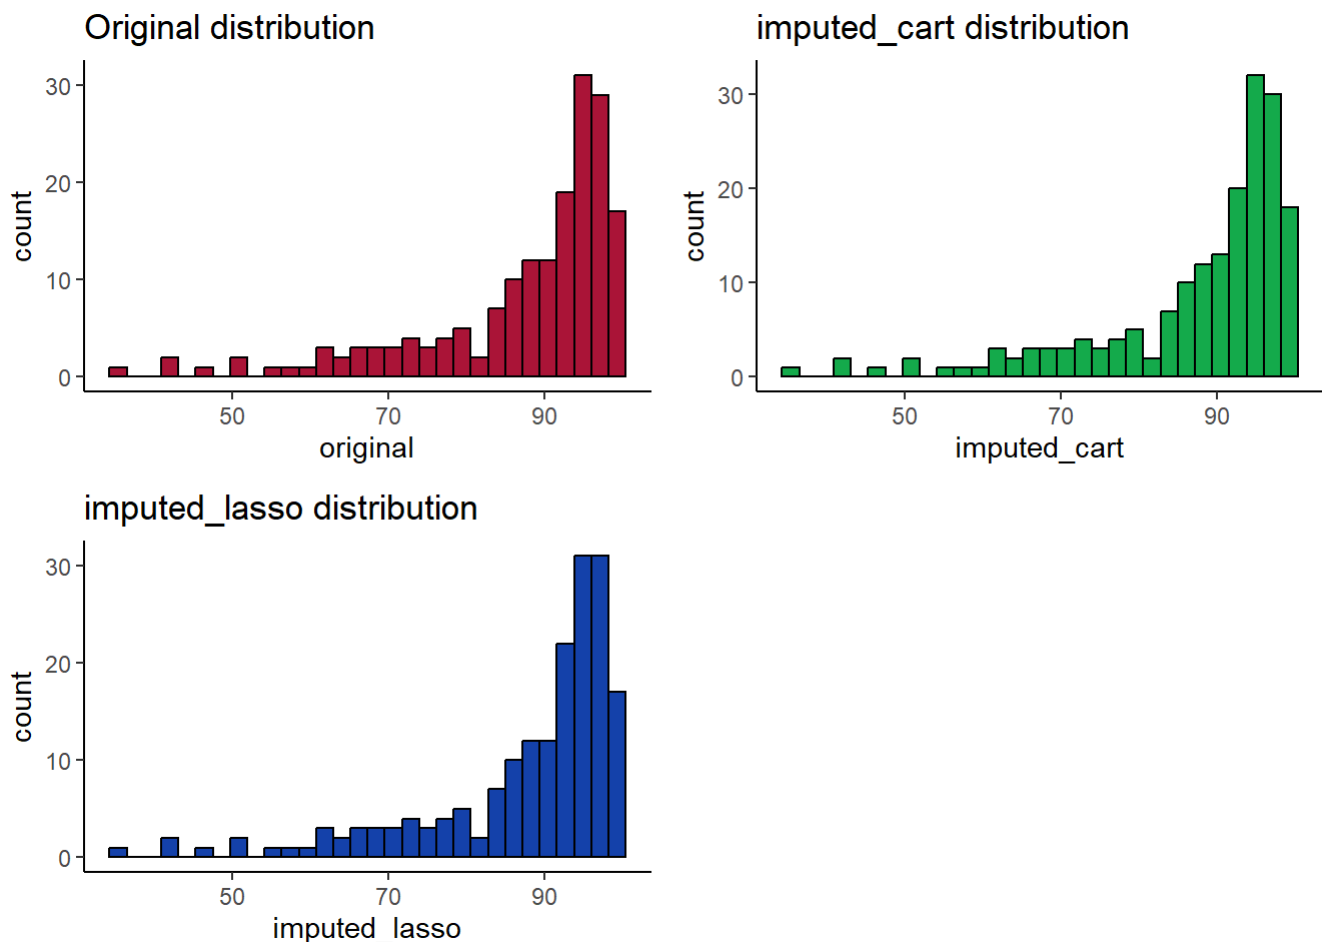 Original distribution
30
20
10
0
count
50 70 90
original
imputed_cart distribution
30
20
10
0
count
50 70 90
imputed_cart
imputed_lasso distribution
30
20
10
0
count
50 70 90
imputed_lasso